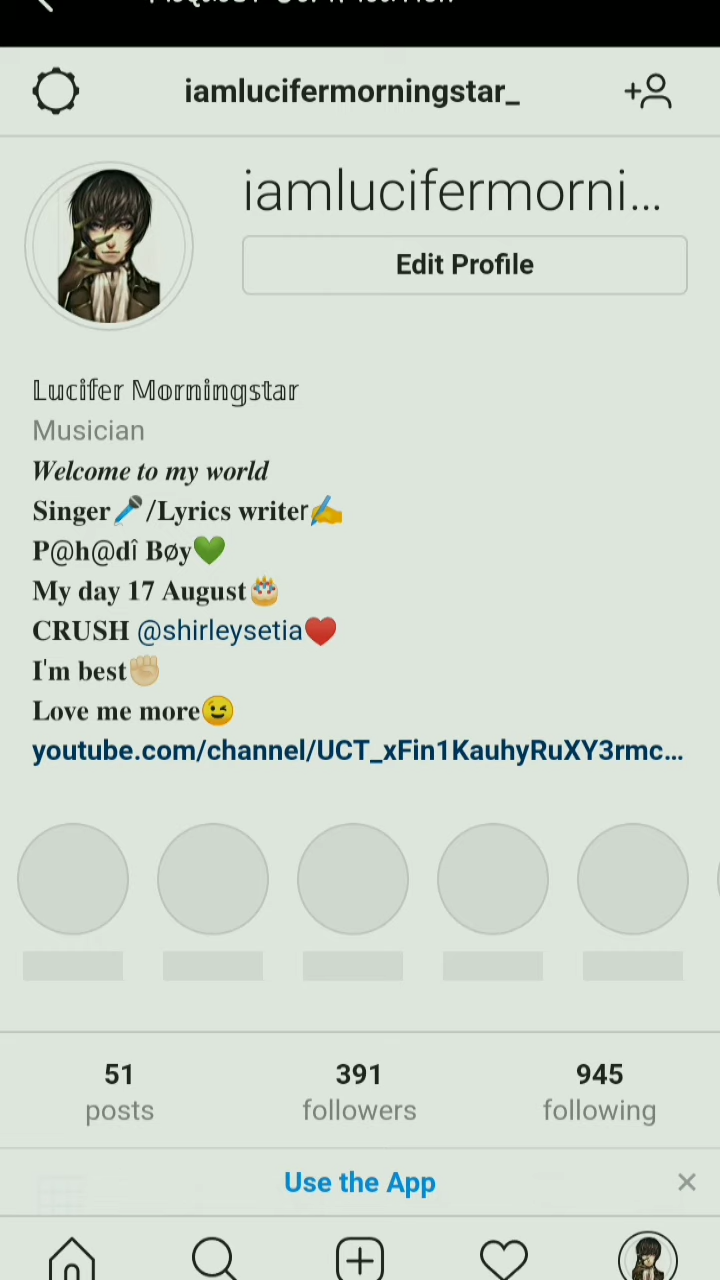 iamlucifermorningstar_
iamlucifermorni...
Edit Profile
𝕃𝕦𝕔𝕚𝕗𝕖𝕣 𝕄𝕠𝕣𝕟𝕚𝕟𝕘𝕤𝕥𝕒𝕣
Musician
𝑾𝒆𝒍𝒄𝒐𝒎𝒆 𝒕𝒐 𝒎𝒚 𝒘𝒐𝒓𝒍𝒅
𝐒𝐢𝐧𝐠𝐞𝐫🎤/𝐋𝐲𝐫𝐢𝐜𝐬 𝐰𝐫𝐢𝐭𝐞r✍️
𝐏@𝐡@𝐝î 𝐁ø𝐲💚
𝐌𝐲 𝐝𝐚𝐲 𝟏𝟕 𝐀𝐮𝐠𝐮𝐬𝐭🎂
𝐂𝐑𝐔𝐒𝐇 @shirleysetia❤️
𝐈'𝐦 𝐛𝐞𝐬𝐭✊🏼
𝐋𝐨𝐯𝐞 𝐦𝐞 𝐦𝐨𝐫𝐞😉
youtube.com/channel/UCT_xFin1KauhyRuXY3rmc...
51 391 945
posts followers following
Use the App ×